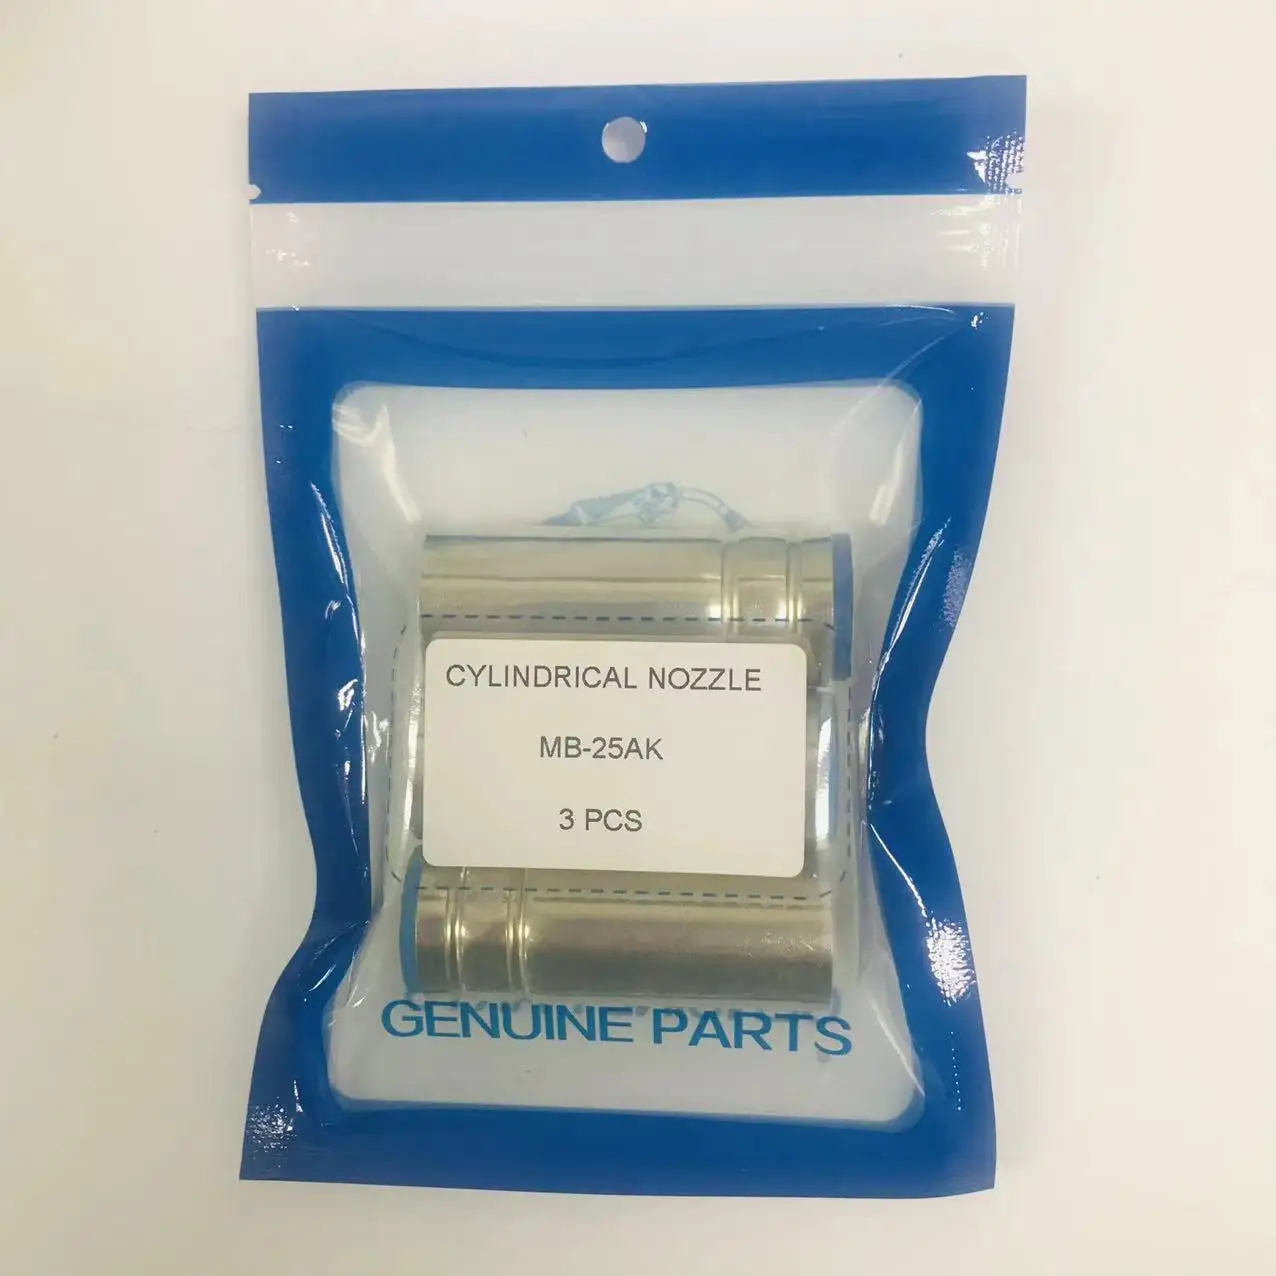 CYLINDRICAL NOZZLE
MB-25AK
3 PCS
GENUINE PARTS